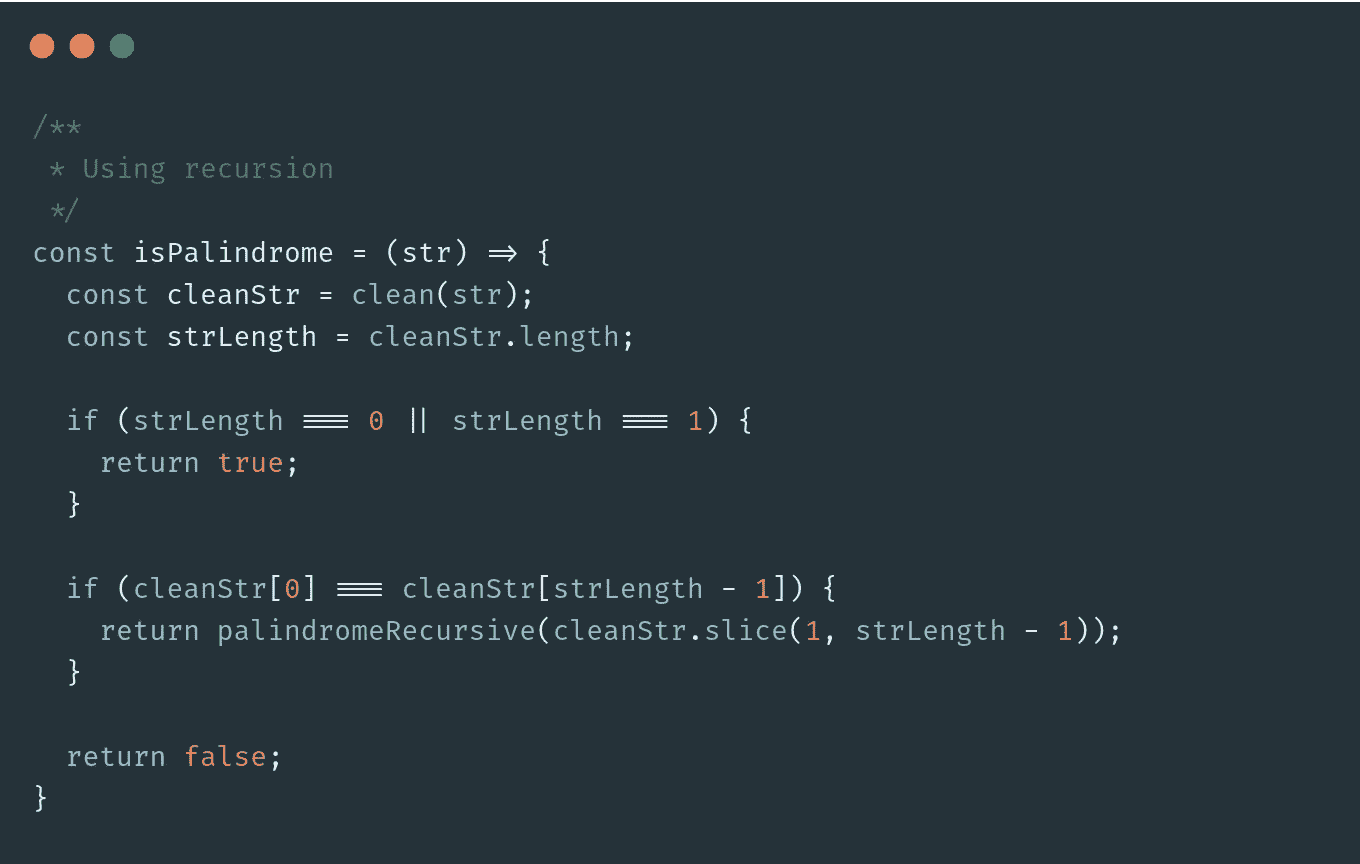 /**
 * Using recursion
 */
const isPalindrome = (str) => {
  const cleanStr = clean(str);
  const strLength = cleanStr.length;

  if (strLength === 0 || strLength === 1) {
    return true;
  }

  if (cleanStr[0] === cleanStr[strLength - 1]) {
    return palindromeRecursive(cleanStr.slice(1, strLength - 1));
  }

  return false;
}